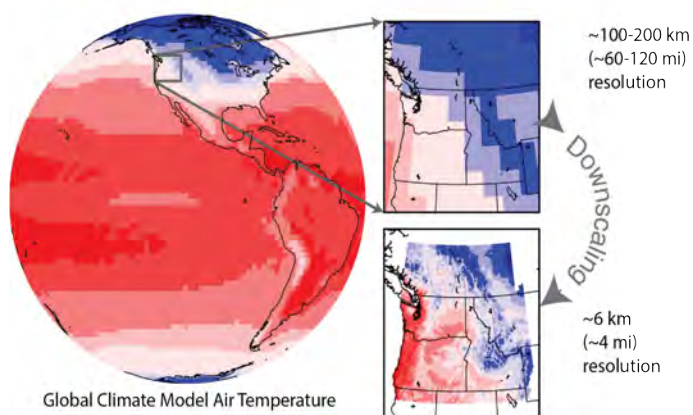 ~100-200 km
(~60-120 mi)
resolution
Downscaling
~6 km
(~4 mi)
resolution
Global Climate Model Air Temperature